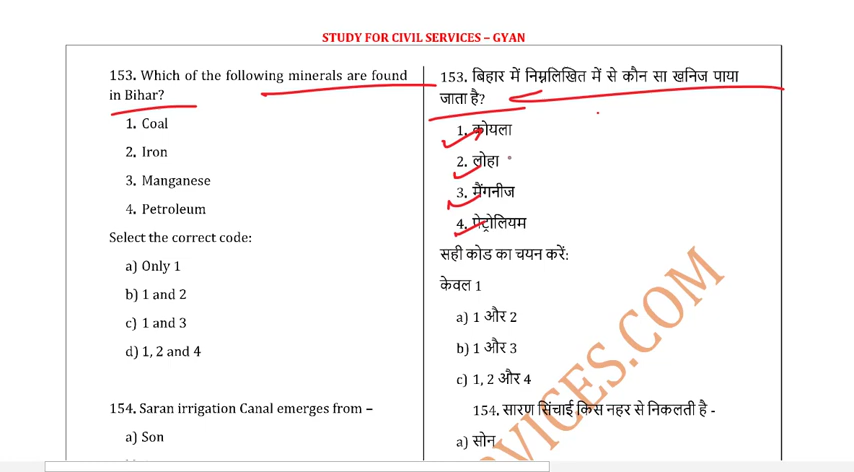 STUDY FOR CIVIL SERVICES – GYAN
153. Which of the following minerals are found
in Bihar?
1. Coal
2. Iron
3. Manganese
4. Petroleum
Select the correct code:
a) Only 1
b) 1 and 2
c) 1 and 3
d) 1, 2 and 4
154. Saran irrigation Canal emerges from –
a) Son
153. बिहार में निम्नलिखित में से कौन सा खनिज पाया
जाता है?
1. कोयला
2. लोहा
3. मैंगनीज
4. पेट्रोलियम
सही कोड का चयन करें:
केवल 1
a) 1 और 2
b) 1 और 3
c) 1, 2 और 4
154. सारण सिंचाई किस नहर से निकलती है -
a) सोन
VICES.COM